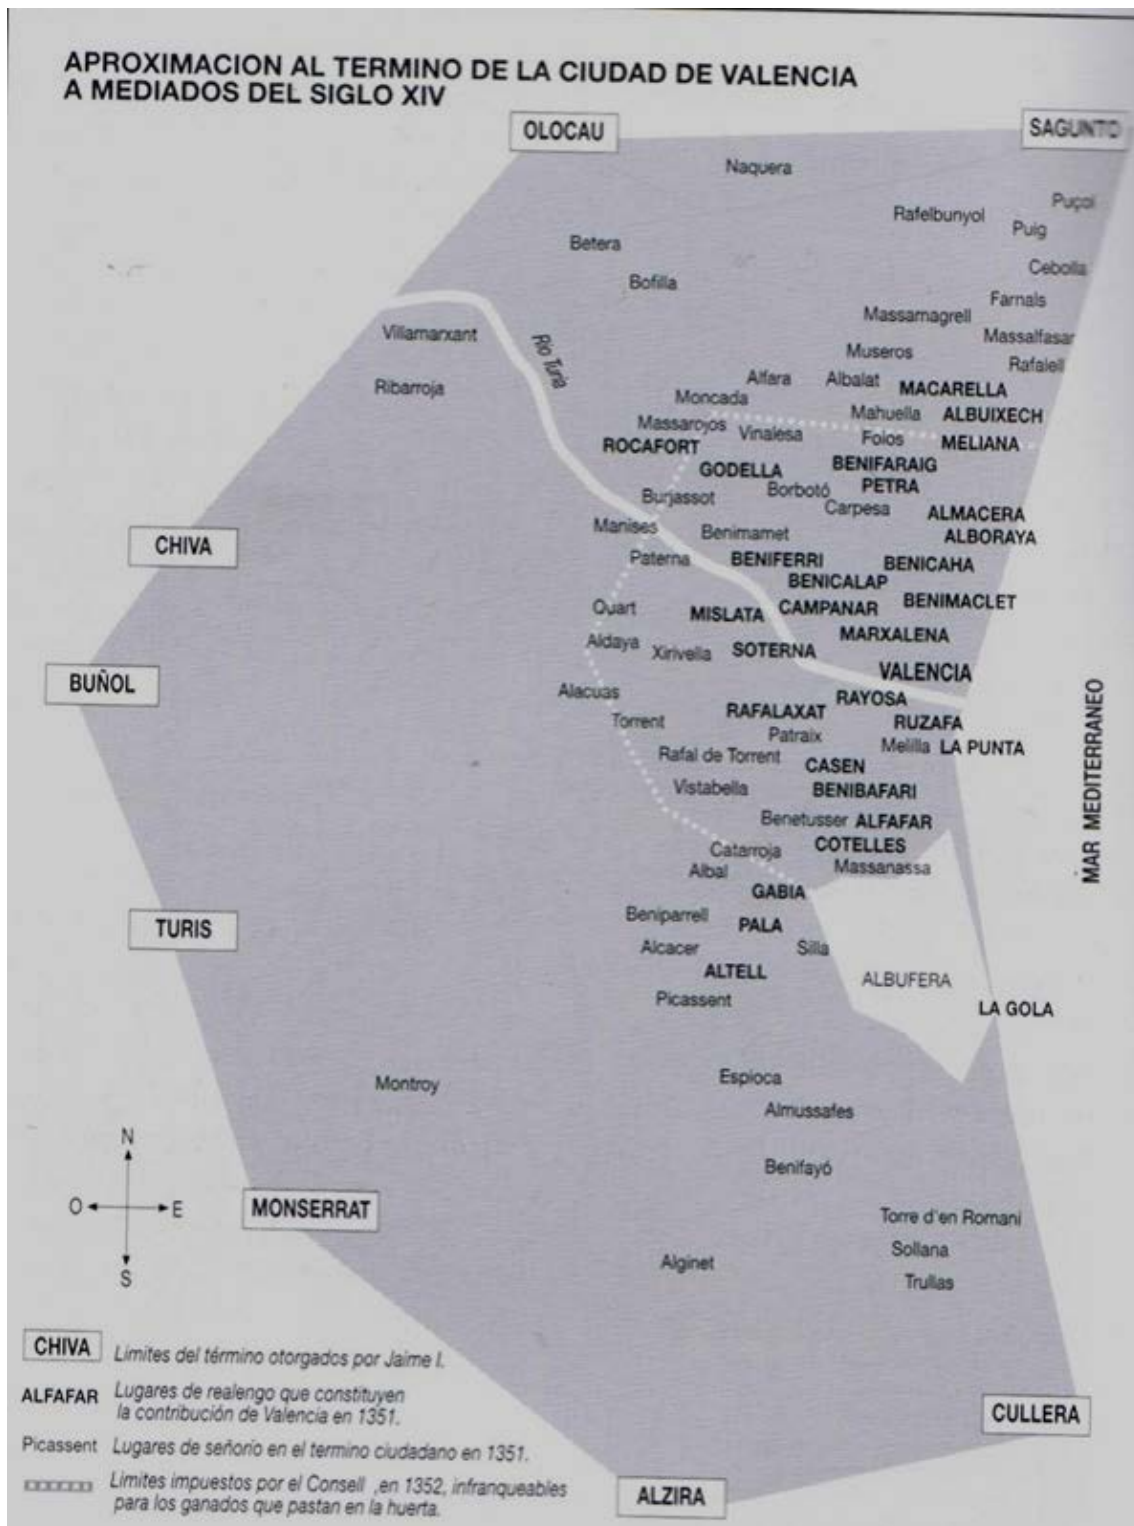 APROXIMACION AL TERMINO DE LA CIUDAD DE VALENCIA
A MEDIADOS DEL SIGLO XIV
OLOCAU
SAGUNTO
Naquera
Puçol
Rafelbunyol
Puig
Betera
Cebolla
Bofilla
Farnals
Massamagrell
Villamarxant
Massalfasar
Rio Turia
Museros
Rafalell
Alfara
Albalat
MACARELLA
Ribarroja
Moncada
Mahuella
ALBUIXECH
Massarojos
Vinalesa
Foios
MELIANA
ROCAFORT
GODELLA
BENIFARAIG
Borbotó
PETRA
Burjassot
Carpesa
ALMACERA
Manises
Benimamet
ALBORAYA
CHIVA
Paterna
BENIFERRI
BENICAHA
BENICALAP
Quart
MISLATA
CAMPANAR
BENIMACLET
MARXALENA
Aldaya
Xirivella
SOTERNA
VALENCIA
BUÑOL
Alacuas
RAYOSA
RAFALAXAT
Torrent
RUZAFA
Patraix
Melilla
LA PUNTA
Rafal de Torrent
CASEN
Vistabella
BENIBAFARI
MAR MEDITERRANEO
Benetusser
ALFAFAR
Catarroja
COTELLES
Albal
Massanassa
GABIA
Beniparrell
PALA
TURIS
Alcacer
Silla
ALTELL
ALBUFERA
Picassent
LA GOLA
Montroy
Espioca
Almussafes
N
Benifayó
O
E
MONSERRAT
Torre d'en Romani
S
Alginet
Sollana
Trullas
CHIVA
Limites del término otorgados por Jaime I.
ALFAFAR
Lugares de realengo que constituyen
la contribución de Valencia en 1351.
CULLERA
Picassent
Lugares de señorio en el termino ciudadano en 1351.
Limites impuestos por el Consell ,en 1352, infranqueables
para los ganados que pastan en la huerta.
ALZIRA